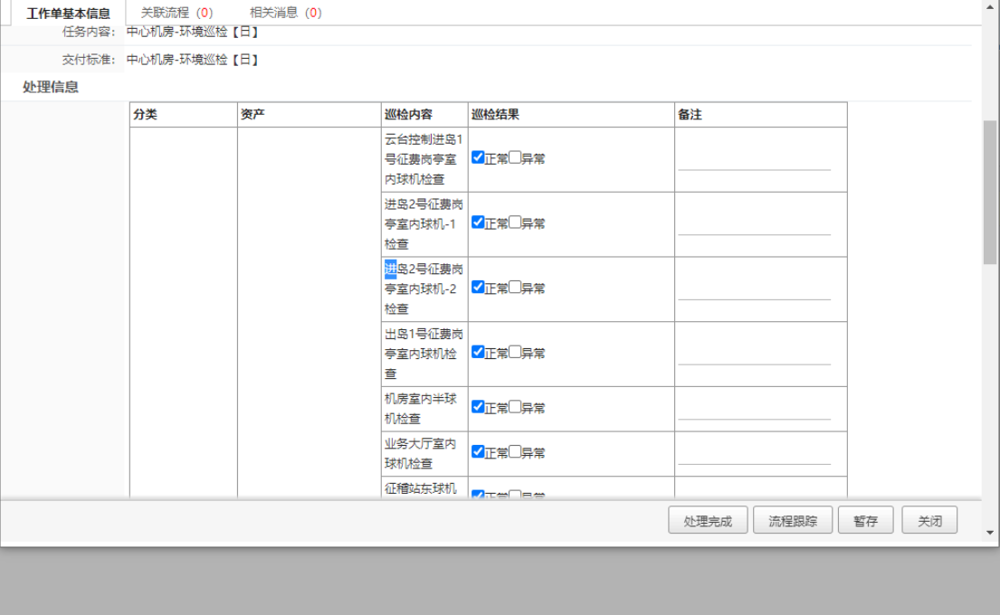 工作单基本信息 关联流程（0） 相关消息（0）
任务内容： 中心机房-环境巡检【日】
交付标准： 中心机房-环境巡检【日】
处理信息
分类 资产 巡检内容 巡检结果 备注
云台控制进岛1
号征费岗亭室
内球机检查
正常 异常
进岛2号征费岗
亭室内球机-1
检查
正常 异常
进岛2号征费岗
亭室内球机-2
检查
正常 异常
出岛1号征费岗
亭室内球机检
查
正常 异常
机房室内半球
机检查
正常 异常
业务大厅室内
球机检查
正常 异常
征稽站东球机
正常 异常
处理完成 流程跟踪 暂存 关闭